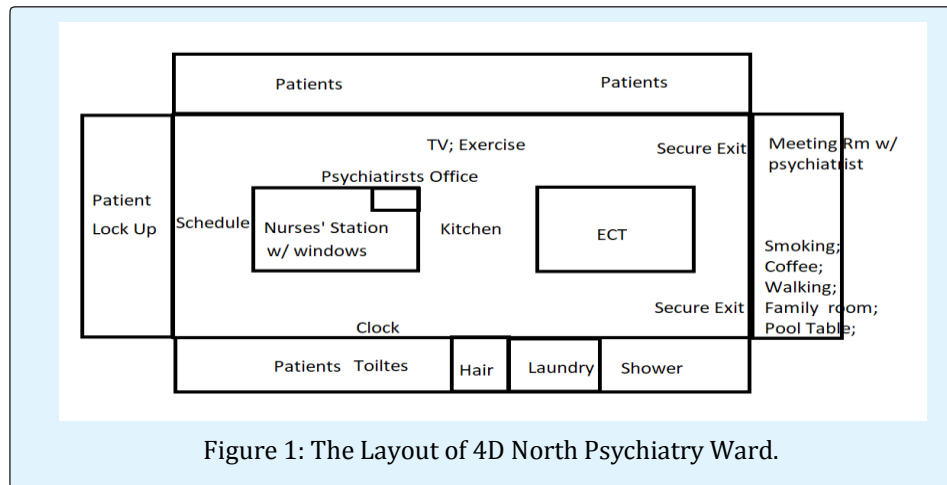 Patients
Patients
TV; Exercise
Secure Exit
Meeting Rm w/
psychiatrist
Psychiatirsts Office
Patient
Lock Up
Schedule
Nurses' Station
w/ windows
Kitchen
ECT
Smoking;
Coffee;
Walking;
Family room;
Pool Table;
Secure Exit
Clock
Patients Toiltes
Hair
Laundry
Shower
Figure 1: The Layout of 4D North Psychiatry Ward.